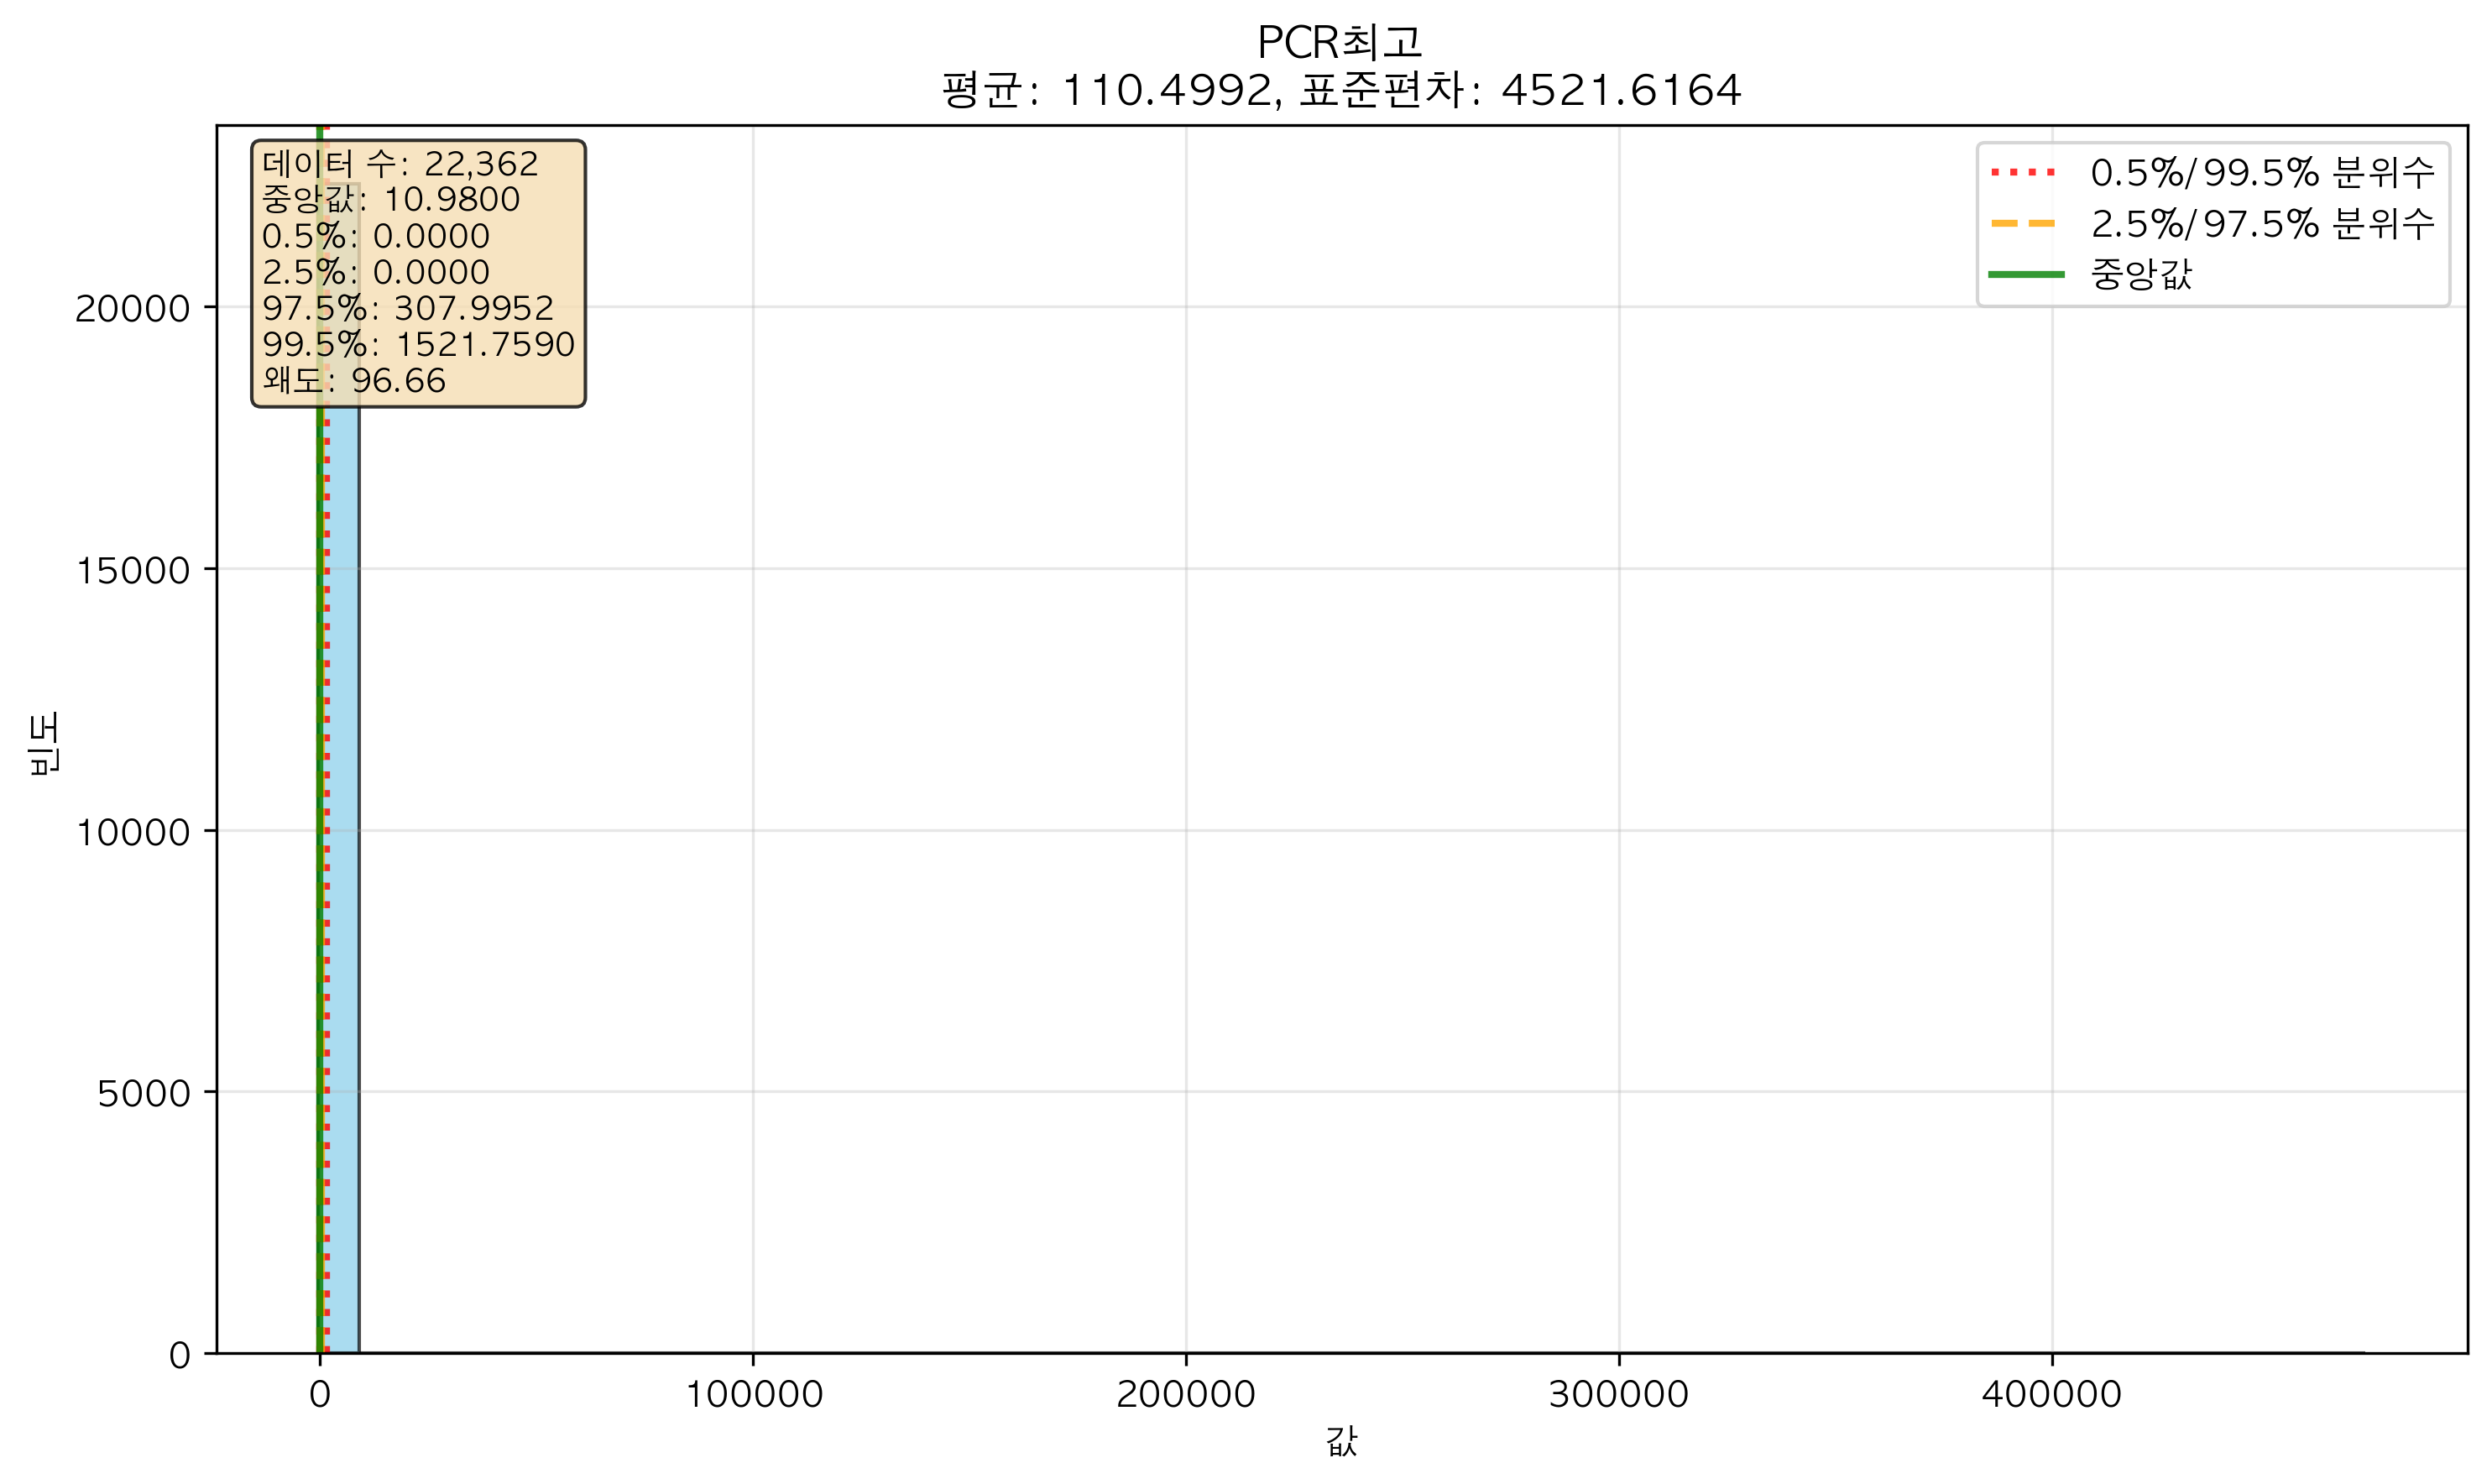 PCR최고
평균: 110.4992, 표준편차: 4521.6164
데이터 수: 22,362
중앙값: 10.9800
0.5%: 0.0000
2.5%: 0.0000
97.5%: 307.9952
99.5%: 1521.7590
왜도: 96.66
0.5%/99.5% 분위수
2.5%/97.5% 분위수
중앙값
20000
15000
10000
5000
0
빈도
0
100000
200000
300000
400000
값